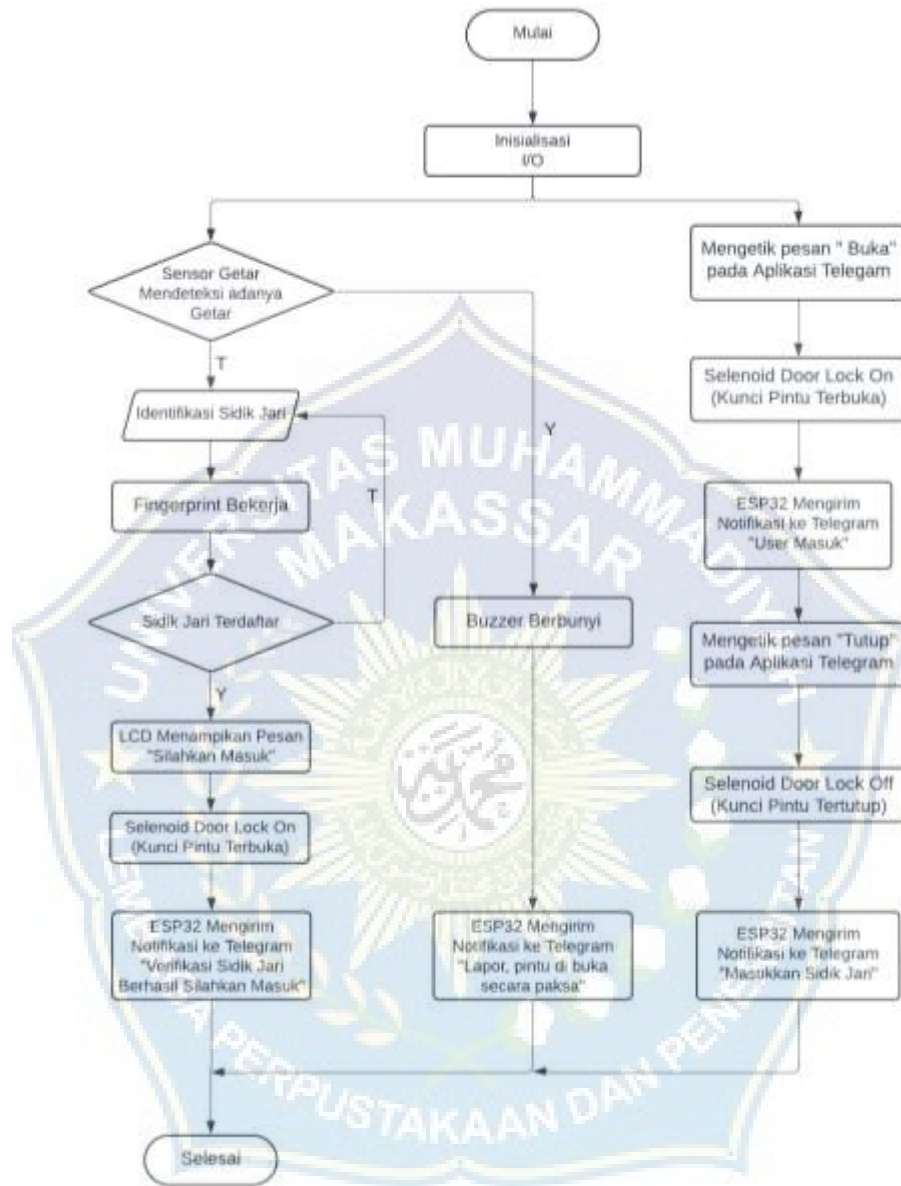 Mulai
Inisialisasi
I/O
Sensor Getar
Mendeteksi adanya
Getar
T
Identifikasi Sidik Jari
Fingerprint Bekerja
T
Sidik Jari Terdaftar
Y
LCD Menampikan Pesan
"Silahkan Masuk"
Selenoid Door Lock On
(Kunci Pintu Terbuka)
ESP32 Mengirim
Notifikasi ke Telegram
"Verifikasi Sidik Jari
Berhasil Silahkan Masuk"
Y
Buzzer Berbunyi
ESP32 Mengirim
Notifikasi ke Telegram
"Lapor, pintu di buka
secara paksa"
Mengetik pesan " Buka"
pada Aplikasi Telegam
Selenoid Door Lock On
(Kunci Pintu Terbuka)
ESP32 Mengirim
Notifikasi ke Telegram
"User Masuk"
Mengetik pesan "Tutup"
pada Aplikasi Telegram
Selenoid Door Lock Off
(Kunci Pintu Tertutup)
ESP32 Mengirim
Notifikasi ke Telegram
"Masukkan Sidik Jari"
Selesai
UNIVERSITAS MUHAMMADIYAH
MAKASSAR
محمد
PERPUSTAKAAN DAN